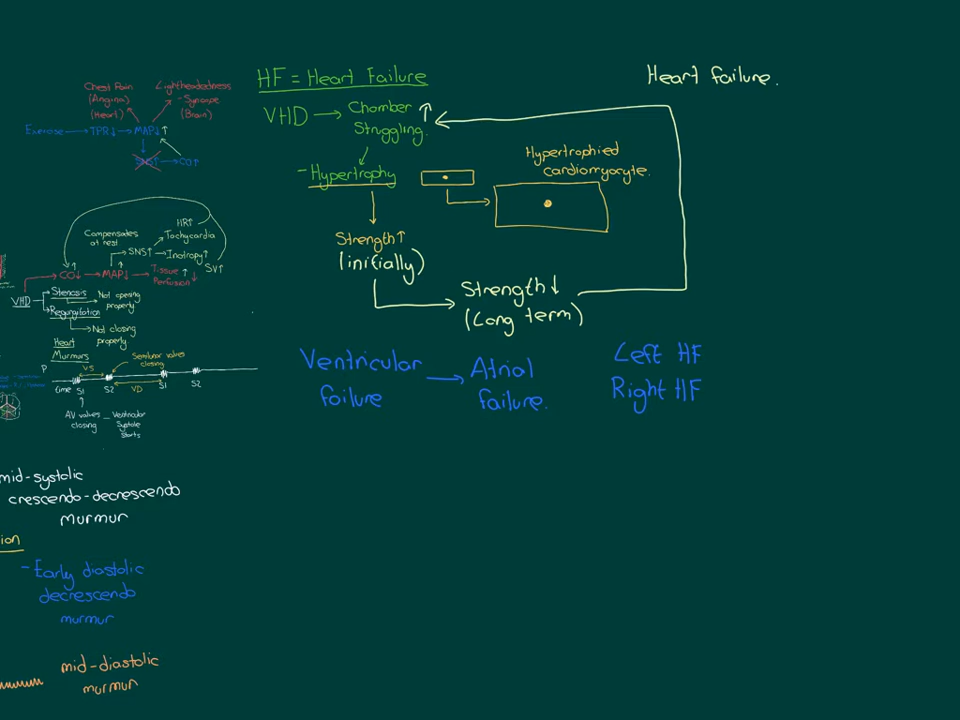 HF = Heart Failure
Heart failure.
VHD → Chamber ↑
Struggling.
- Hypertrophy
Hypertrophied
cardiomyocyte.
Strength↑
(initially)
Strength↓
(Long term)
Ventricular → Atrial
failure failure.
Left HF
Right HF
Chest Pain
(Angina)
(Heart)
Lightheadedness
- Syncope
(Brain)
Exercise → TPR↓ → MAP↓↑
SNS↑ → CO↑
HR↑
Compensates
at rest
Tachycardia
SNS↑ → Inotropy↑
SV↑
CO↓ → MAP↓ → Tissue ↑
Perfusion↓
VHD
Stenosis
Not opening
properly
Regurgitation
Not closing
properly
Heart
Murmurs
Semilunar valves
closing
P
VS
time S1 S2 VD S1 S2
AV valves
closing
- Ventricular
Systole
Starts
mid-systolic
crescendo-decrescendo
murmur
ion
- Early diastolic
decrescendo
murmur
mid-diastolic
murmur